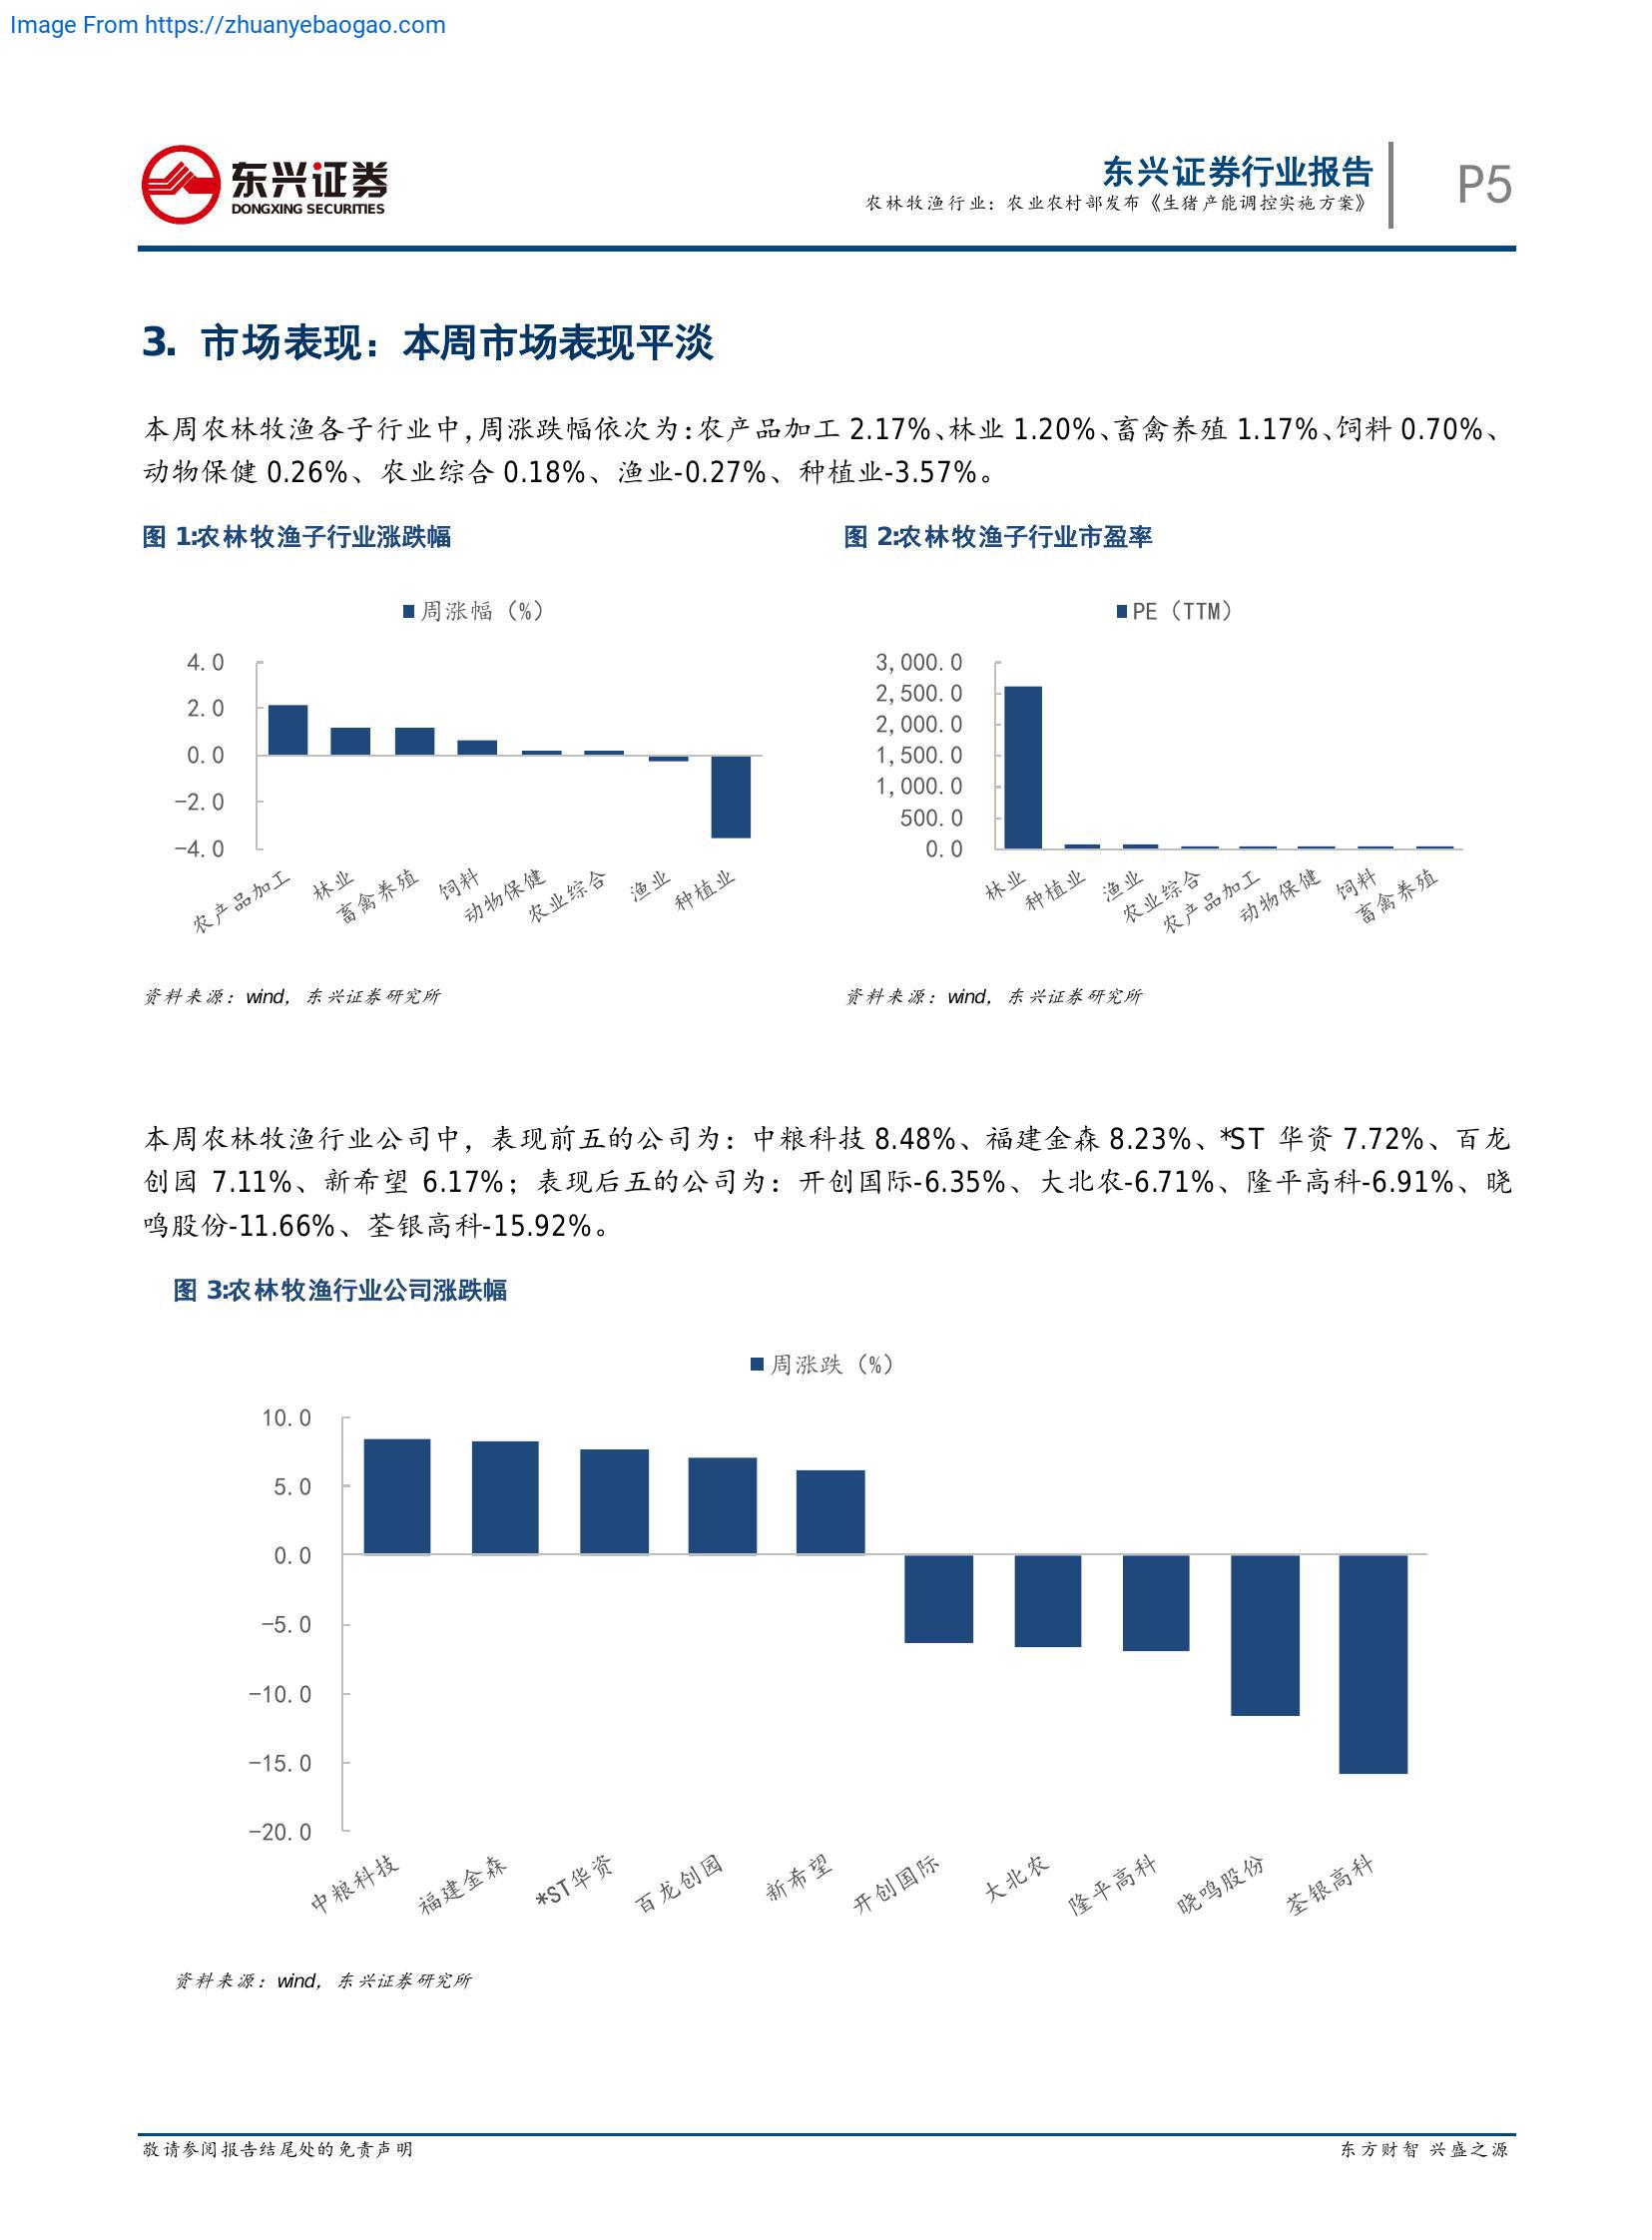 Image From https://zhuanyebaogao.com
东兴证券
DONGXING SECURITIES
东兴证券行业报告
农林牧渔行业：农业农村部发布《生猪产能调控实施方案》
P5
3. 市场表现：本周市场表现平淡
本周农林牧渔各子行业中，周涨跌幅依次为：农产品加工 2.17%、林业 1.20%、畜禽养殖 1.17%、饲料 0.70%、
动物保健 0.26%、农业综合 0.18%、渔业-0.27%、种植业-3.57%。
图 1:农林牧渔子行业涨跌幅
周涨幅（%）
4.0
2.0
0.0
-2.0
-4.0
农产品加工
林业
畜禽养殖
饲料
动物保健
农业综合
渔业
种植业
资料来源：wind，东兴证券研究所
图 2:农林牧渔子行业市盈率
PE（TTM）
3,000.0
2,500.0
2,000.0
1,500.0
1,000.0
500.0
0.0
林业
种植业
渔业
农业综合
农产品加工
动物保健
饲料
畜禽养殖
资料来源：wind，东兴证券研究所
本周农林牧渔行业公司中，表现前五的公司为：中粮科技 8.48%、福建金森 8.23%、*ST 华资 7.72%、百龙
创园 7.11%、新希望 6.17%；表现后五的公司为：开创国际-6.35%、大北农-6.71%、隆平高科-6.91%、晓
鸣股份-11.66%、荃银高科-15.92%。
图 3:农林牧渔行业公司涨跌幅
周涨跌（%）
10.0
5.0
0.0
-5.0
-10.0
-15.0
-20.0
中粮科技
福建金森
*ST华资
百龙创园
新希望
开创国际
大北农
隆平高科
晓鸣股份
荃银高科
资料来源：wind，东兴证券研究所
敬请参阅报告结尾处的免责声明
东方财智 兴盛之源